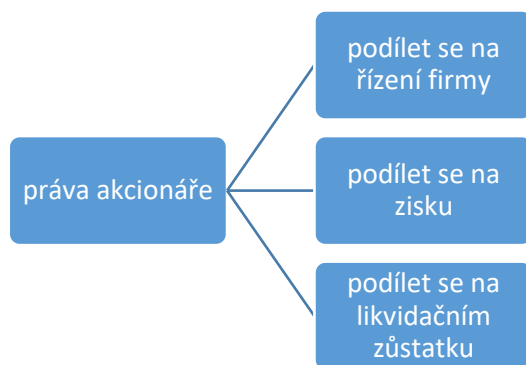 práva akcionáře
podílet se na
řízení firmy
podílet se na
zisku
podílet se na
likvidačním
zůstatku